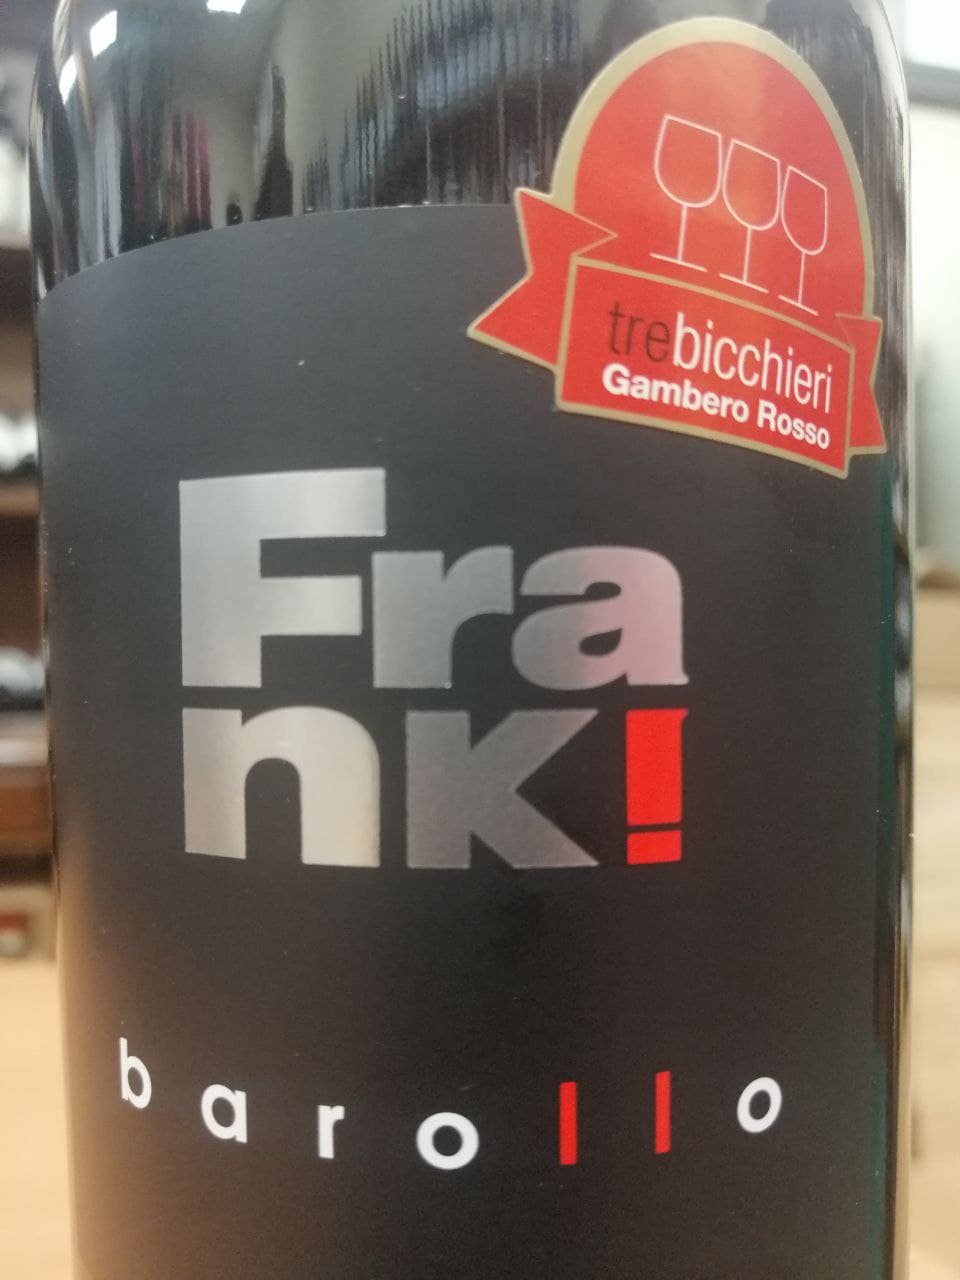 trebicchieri
Gambero Rosso
Fra
nk!
barollo